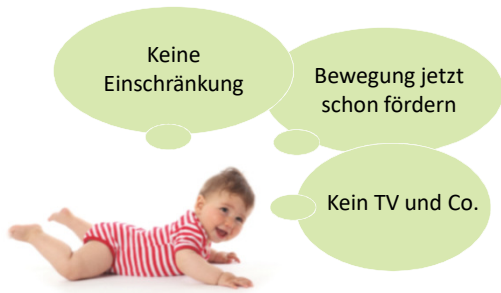 Keine
Einschränkung
Bewegung jetzt
schon fördern
Kein TV und Co.